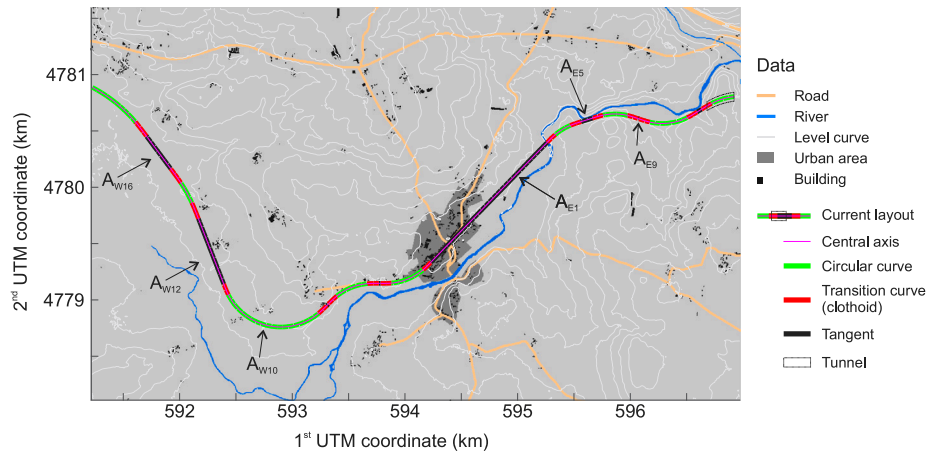 4781
4780
4779
2nd UTM coordinate (km)
592
593
594
595
596
1st UTM coordinate (km)
AE5
AE9
AE1
AW16
AW12
AW10
Data
Road
River
Level curve
Urban area
Building
Current layout
Central axis
Circular curve
Transition curve
(clothoid)
Tangent
Tunnel